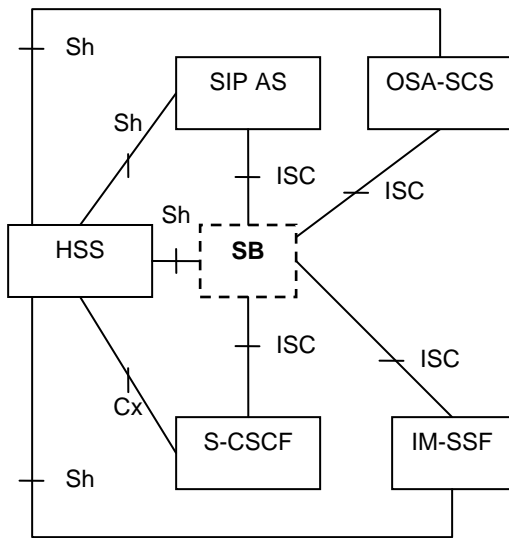 Sh
SIP AS
OSA-SCS
Sh
ISC
ISC
Sh
HSS
SB
ISC
ISC
Cx
S-CSCF
IM-SSF
Sh